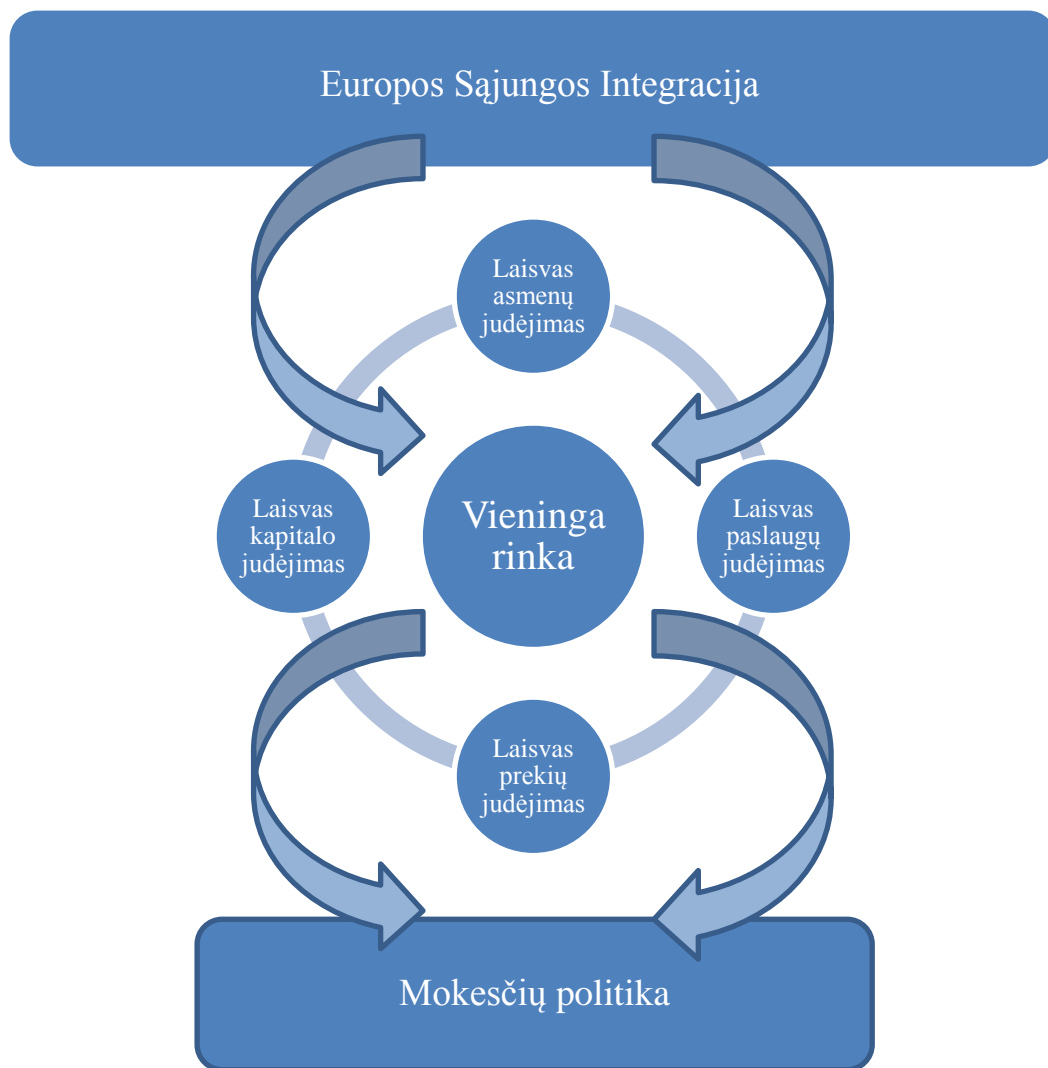 Europos Sąjungos Integracija
Laisvas
asmenų
judėjimas
Laisvas
kapitalo
judėjimas
Vieninga
rinka
Laisvas
paslaugų
judėjimas
Laisvas
prekių
judėjimas
Mokesčių politika